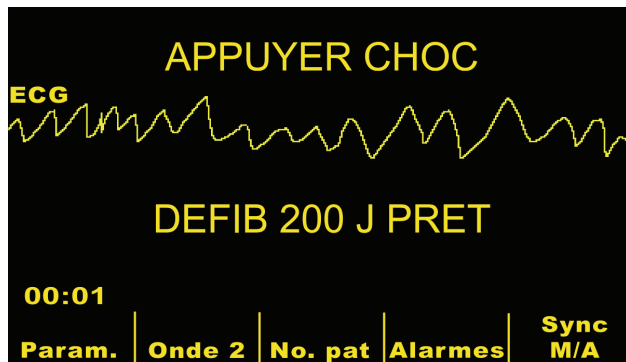 APPUYER CHOC
ECG
DEFIB 200 J PRET
00:01
Param. Onde 2 No. pat Alarmes Sync M/A